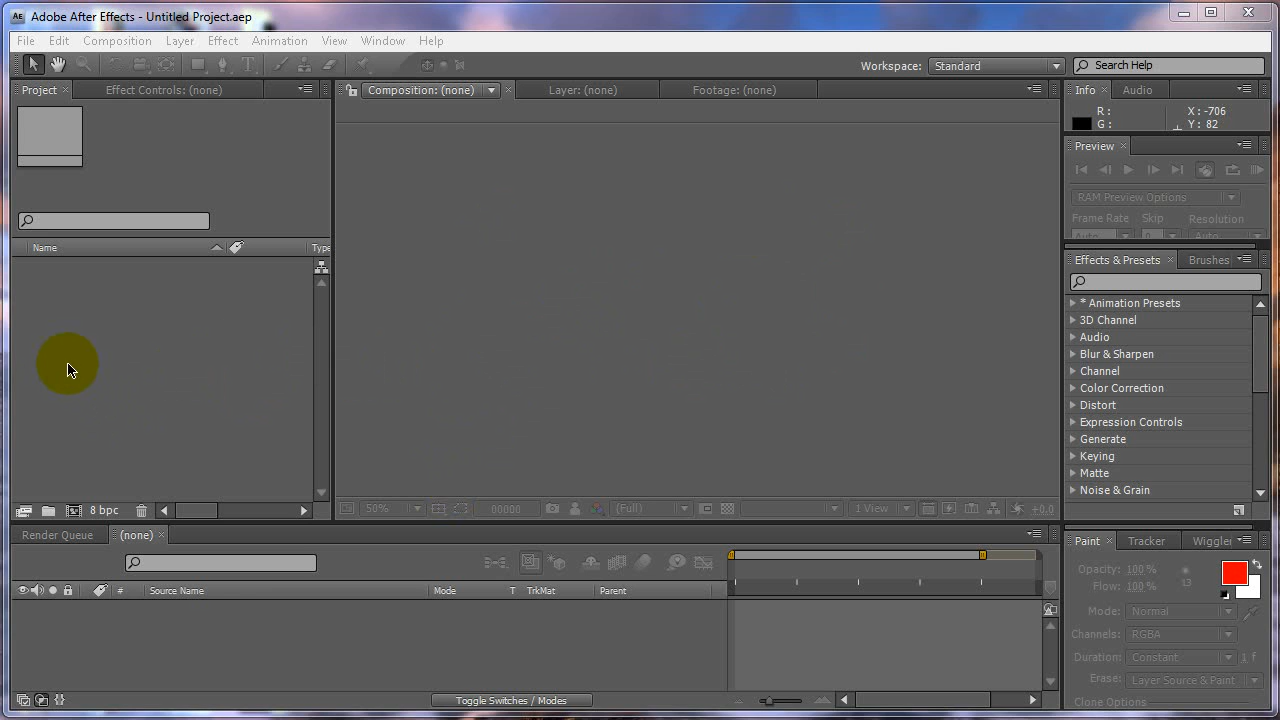 Adobe After Effects - Untitled Project.aep
File Edit Composition Layer Effect Animation View Window Help
Workspace: Standard Search Help
Project Effect Controls: (none) Composition: (none) Layer: (none) Footage: (none) Info Audio
R: X: -706
G: Y: 82
Preview
RAM Preview Options
Frame Rate Skip Resolution
Auto 0 Auto
Name Type
Effects & Presets Brushes
* Animation Presets
3D Channel
Audio
Blur & Sharpen
Channel
Color Correction
Distort
Expression Controls
Generate
Keying
Matte
Noise & Grain
8 bpc 50% 00000 (Full) 1 View +0.0
Render Queue (none) Paint Tracker Wiggler
Opacity: 100 %
Flow: 100 %
13
# Source Name Mode T TrkMat Parent
Mode: Normal
Channels: RGBA
Duration: Constant 1 f
Erase: Layer Source & Paint
Clone Options
Toggle Switches / Modes